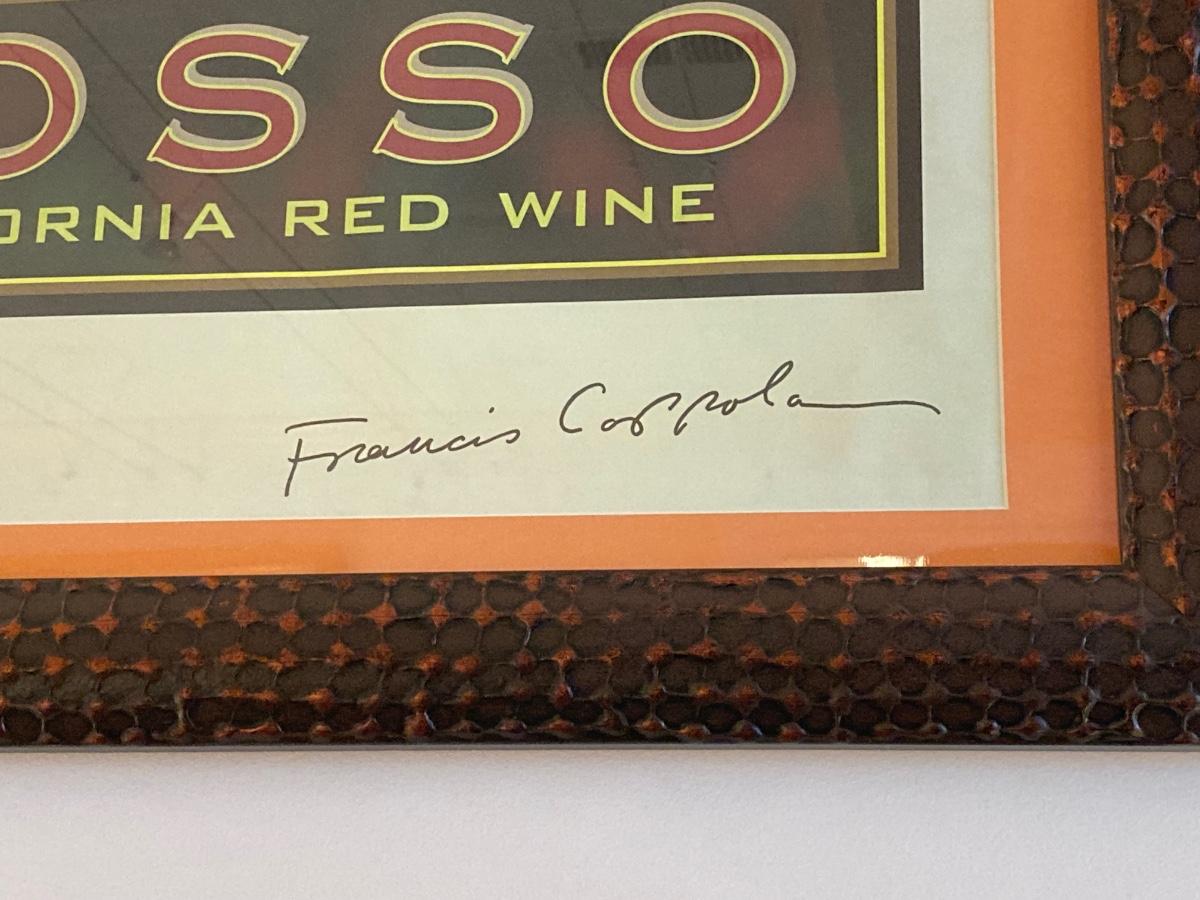 OSSO
ORNIA RED WINE
Francis Coppola